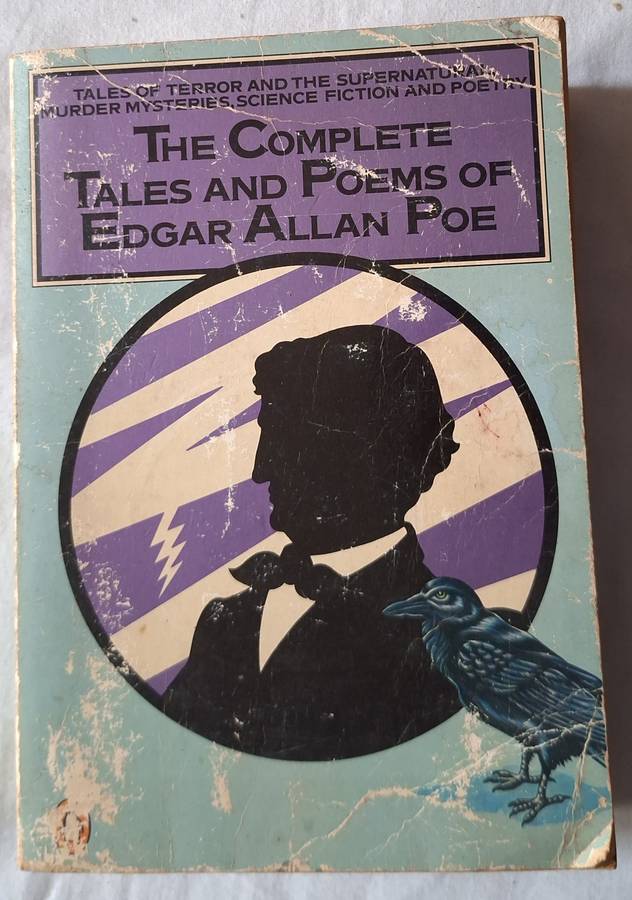 TALES OF TERROR AND THE SUPERNATURAL,
MURDER MYSTERIES, SCIENCE FICTION AND POETRY
THE COMPLETE
TALES AND POEMS OF
EDGAR ALLAN POE